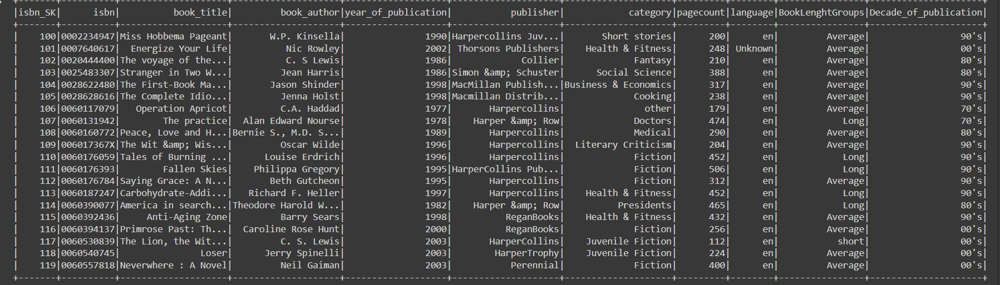 |isbn_SK|      isbn|          book_title|         book_author|year_of_publication|           publisher|            category|pagecount|language|BookLenghtGroups|Decade_of_publication|
|    100|0002234947|Miss Hobbema Pageant|       W.P. Kinsella|               1990|Harpercollins Juv...|       Short stories|      200|      en|         Average|                 90's|
|    101|0007640617|  Energize Your Life|          Nic Rowley|               2002| Thorsons Publishers|    Health & Fitness|      248| Unknown|         Average|                 00's|
|    102|0020444400|The voyage of the...|         C. S Lewis|               1986|             Collier|             Fantasy|      210|      en|         Average|                 80's|
|    103|0025483307|Stranger in Two W...|         Jean Harris|               1986|Simon &amp; Schuster|      Social Science|      388|      en|         Average|                 80's|
|    104|0028622480|The First-Book Ma...|       Jason Shinder|               1998|MacMillan Publish...|Business & Economics|      317|      en|         Average|                 90's|
|    105|0028628616|The Complete Idio...|         Jenna Holst|               1998|Macmillan Distrib...|             Cooking|      238|      en|         Average|                 90's|
|    106|0060117079|   Operation Apricot|         C.A. Haddad|               1977|       Harpercollins|               other|      179|      en|         Average|                 70's|
|    107|0060131942|        The practice|  Alan Edward Nourse|               1978|    Harper &amp; Row|             Doctors|      474|      en|            Long|                 70's|
|    108|0060160772|Peace, Love and H...|Bernie S., M.D. S...|               1989|       Harpercollins|             Medical|      290|      en|         Average|                 80's|
|    109|006017367X|The Wit &amp; Wis...|         Oscar Wilde|               1996|       Harpercollins|  Literary Criticism|      204|      en|         Average|                 90's|
|    110|0060176059|Tales of Burning ...|      Louise Erdrich|               1996|       Harpercollins|             Fiction|      452|      en|            Long|                 90's|
|    111|0060176393|        Fallen Skies|    Philippa Gregory|               1995|HarperCollins Pub...|             Fiction|      506|      en|            Long|                 90's|
|    112|0060176784|Saying Grace: A N...|       Beth Gutcheon|               1995|       Harpercollins|             Fiction|      312|      en|         Average|                 90's|
|    113|0060187247|Carbohydrate-Addi...|   Richard F. Heller|               1997|       Harpercollins|    Health & Fitness|      452|      en|            Long|                 90's|
|    114|0060390077|America in search...|Theodore Harold W...|               1982|    Harper &amp; Row|          Presidents|      465|      en|            Long|                 80's|
|    115|0060392436|     Anti-Aging Zone|         Barry Sears|               1998|          ReganBooks|    Health & Fitness|      432|      en|         Average|                 90's|
|    116|0060394137|Primrose Past: Th...|  Caroline Rose Hunt|               2000|          ReganBooks|             Fiction|      256|      en|         Average|                 00's|
|    117|0060530839|The Lion, the Wit...|         C. S. Lewis|               2003|       HarperCollins|    Juvenile Fiction|      112|      en|           short|                 00's|
|    118|0060540745|               Loser|      Jerry Spinelli|               2003|        HarperTrophy|    Juvenile Fiction|      224|      en|         Average|                 00's|
|    119|0060557818|Neverwhere : A Novel|         Neil Gaiman|               2003|           Perennial|             Fiction|      400|      en|         Average|                 00's|